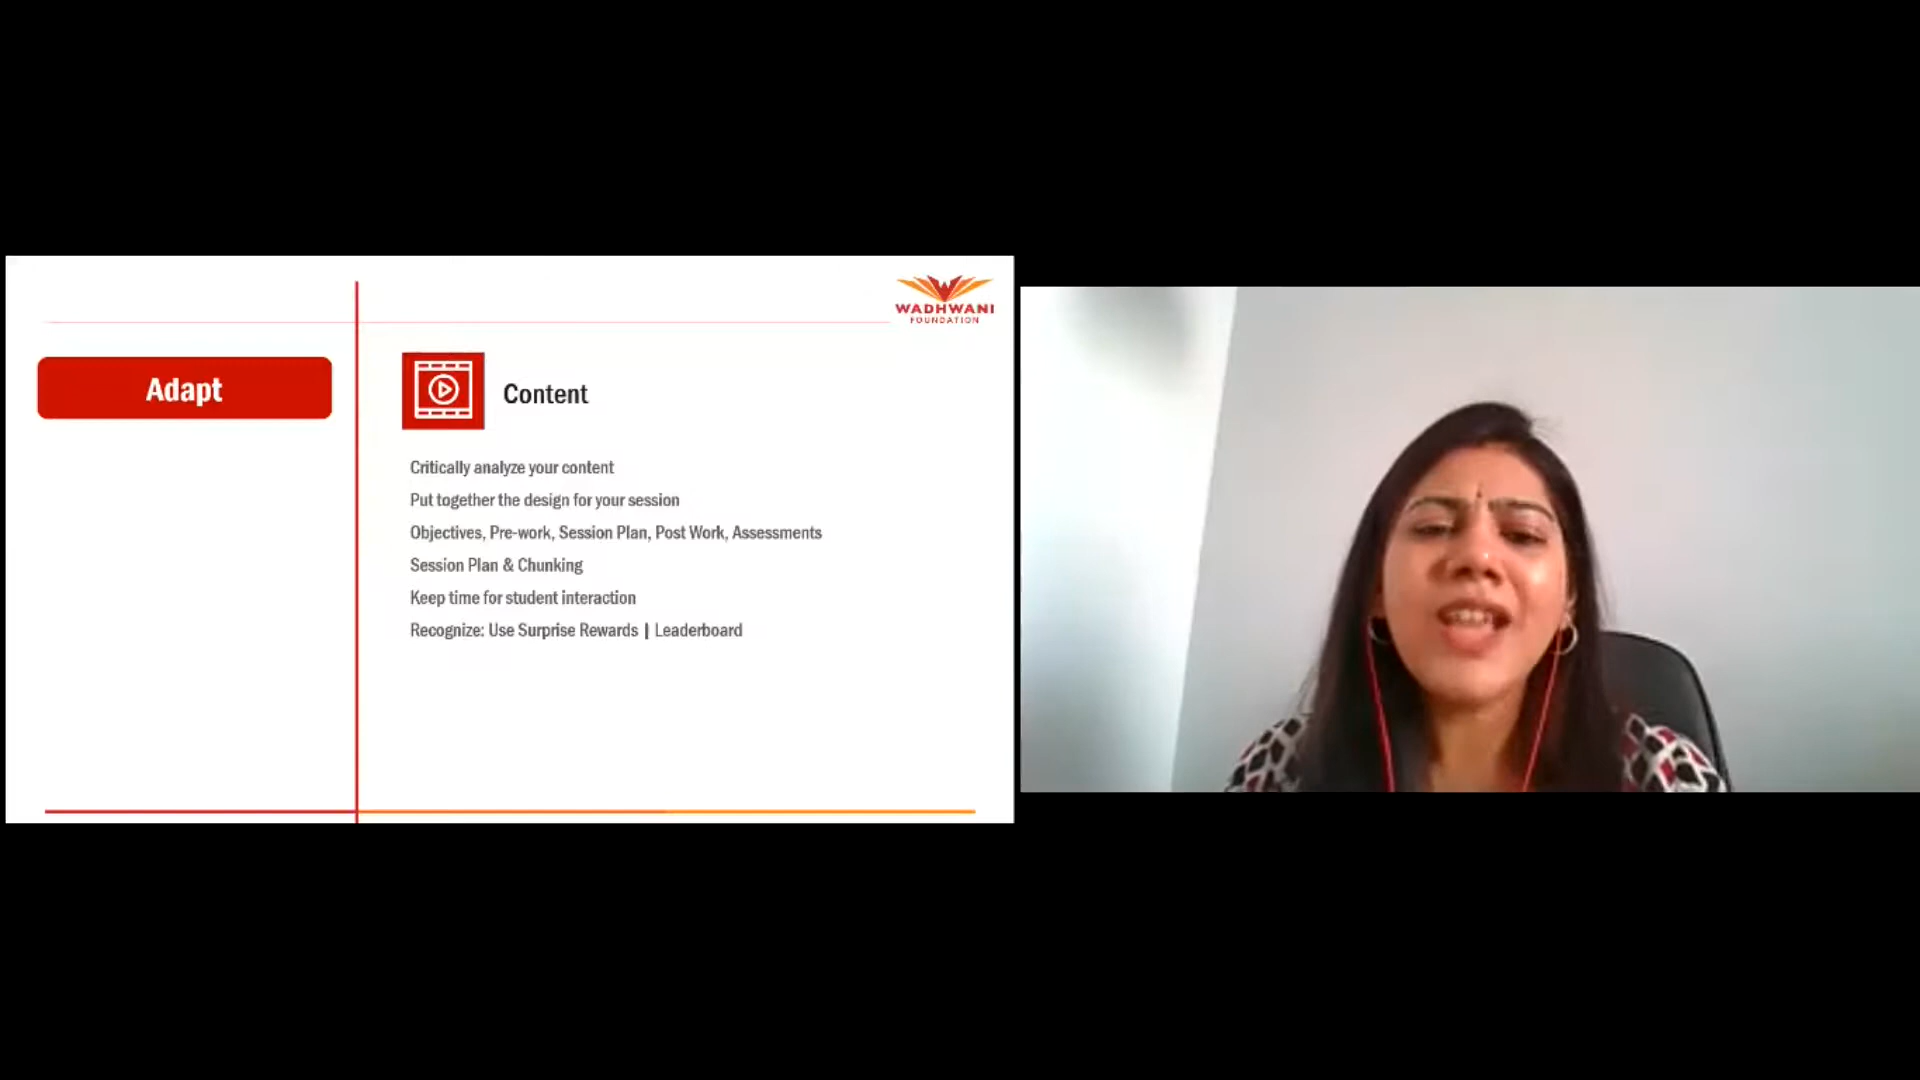 WADHWANI
FOUNDATION
Adapt
Content
Critically analyze your content
Put together the design for your session
Objectives, Pre-work, Session Plan, Post Work, Assessments
Session Plan & Chunking
Keep time for student interaction
Recognize: Use Surprise Rewards | Leaderboard